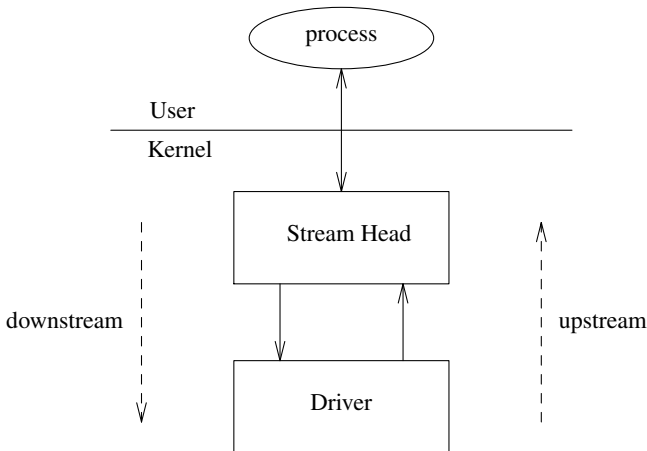 process
User
Kernel
Stream Head
downstream
upstream
Driver